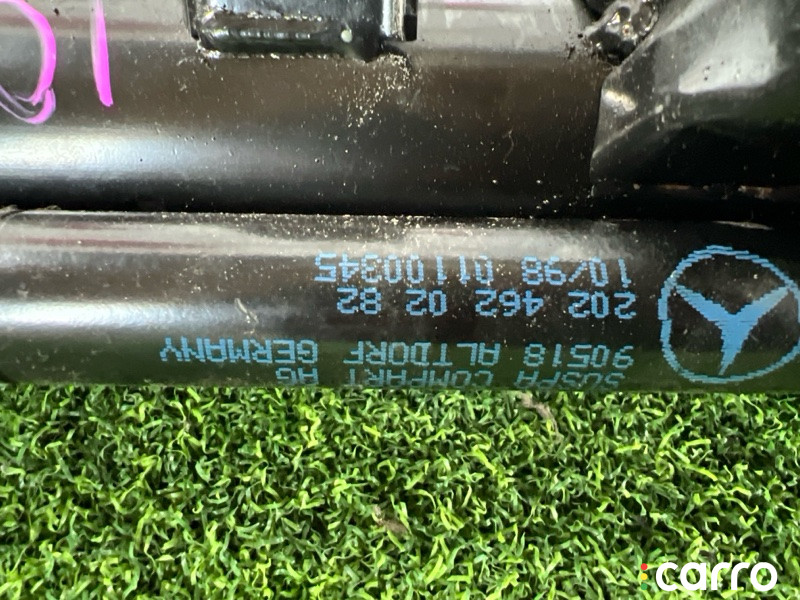 SUSPA COMPART AG
90518 ALTDORF GERMANY
202 462 02 82
10/98 01100345
carro